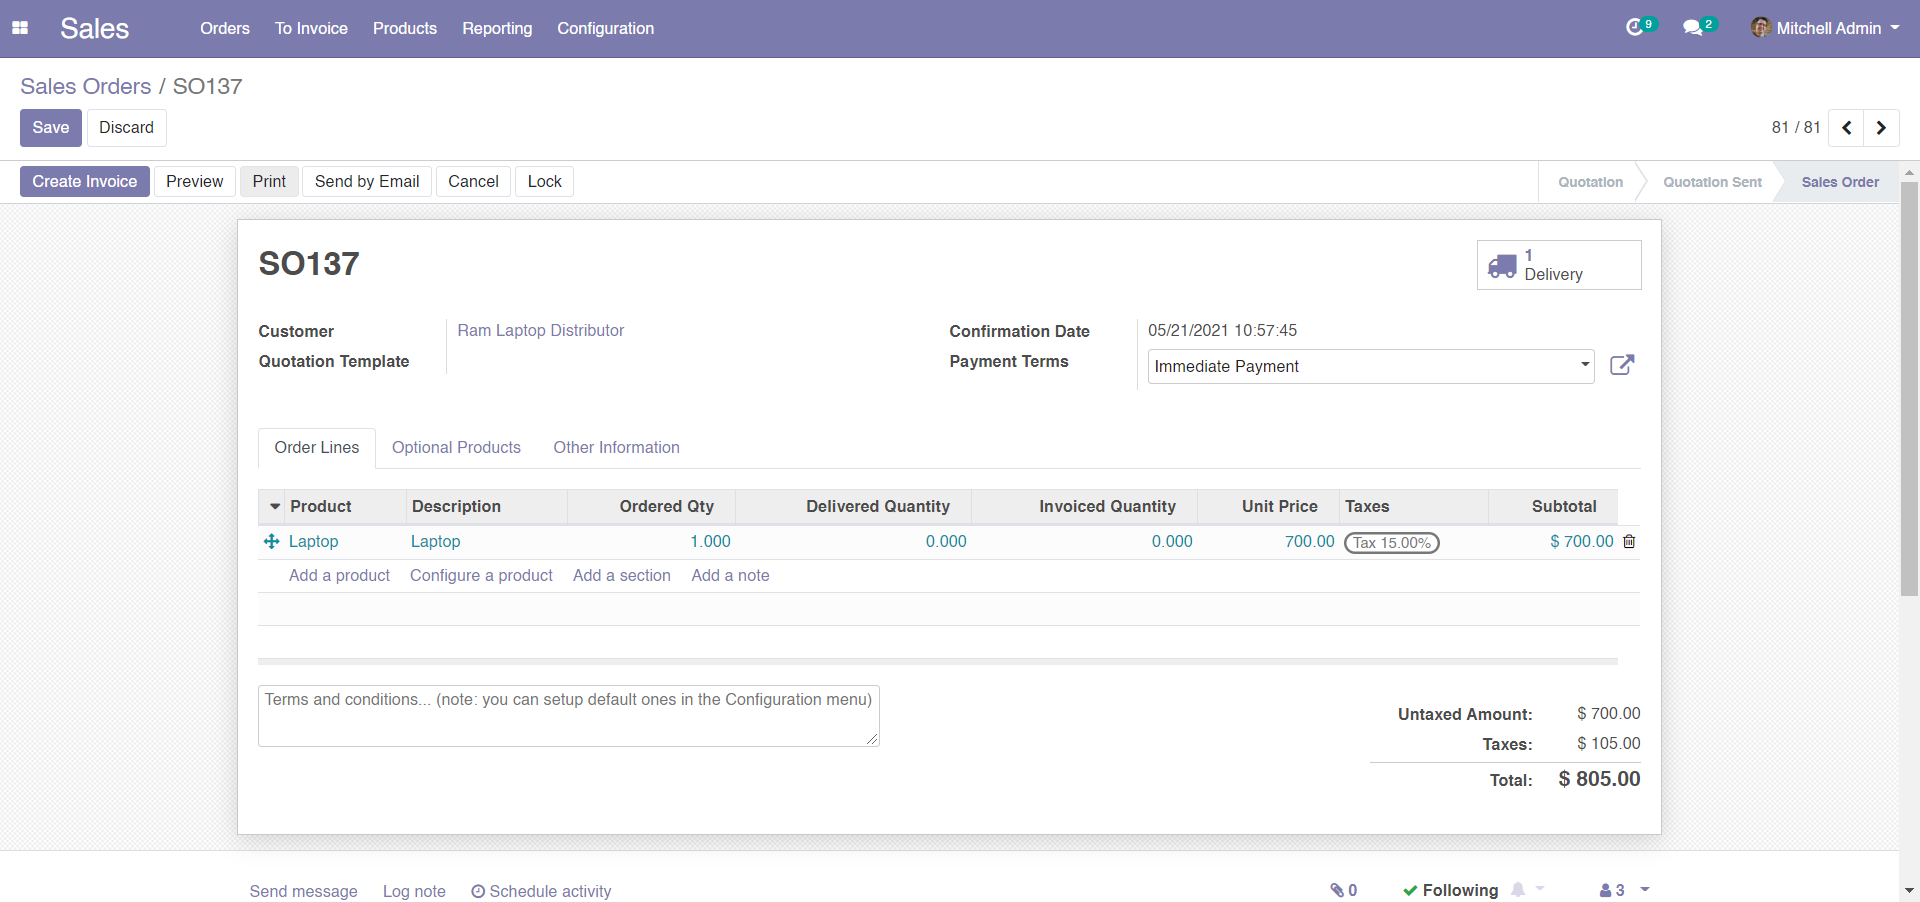 Sales Orders To Invoice Products Reporting Configuration 9 2 Mitchell Admin
Sales Orders / SO137
Save Discard 81 / 81
Create Invoice Preview Print Send by Email Cancel Lock Quotation Quotation Sent Sales Order
SO137
1
Delivery
Customer Ram Laptop Distributor Confirmation Date 05/21/2021 10:57:45
Quotation Template Payment Terms Immediate Payment
Order Lines Optional Products Other Information
Product Description Ordered Qty Delivered Quantity Invoiced Quantity Unit Price Taxes Subtotal
Laptop Laptop 1.000 0.000 0.000 700.00 Tax 15.00% $ 700.00
Add a product Configure a product Add a section Add a note
Terms and conditions... (note: you can setup default ones in the Configuration menu)
Untaxed Amount: $ 700.00
Taxes: $ 105.00
Total: $ 805.00
Send message Log note Schedule activity 0 Following 3